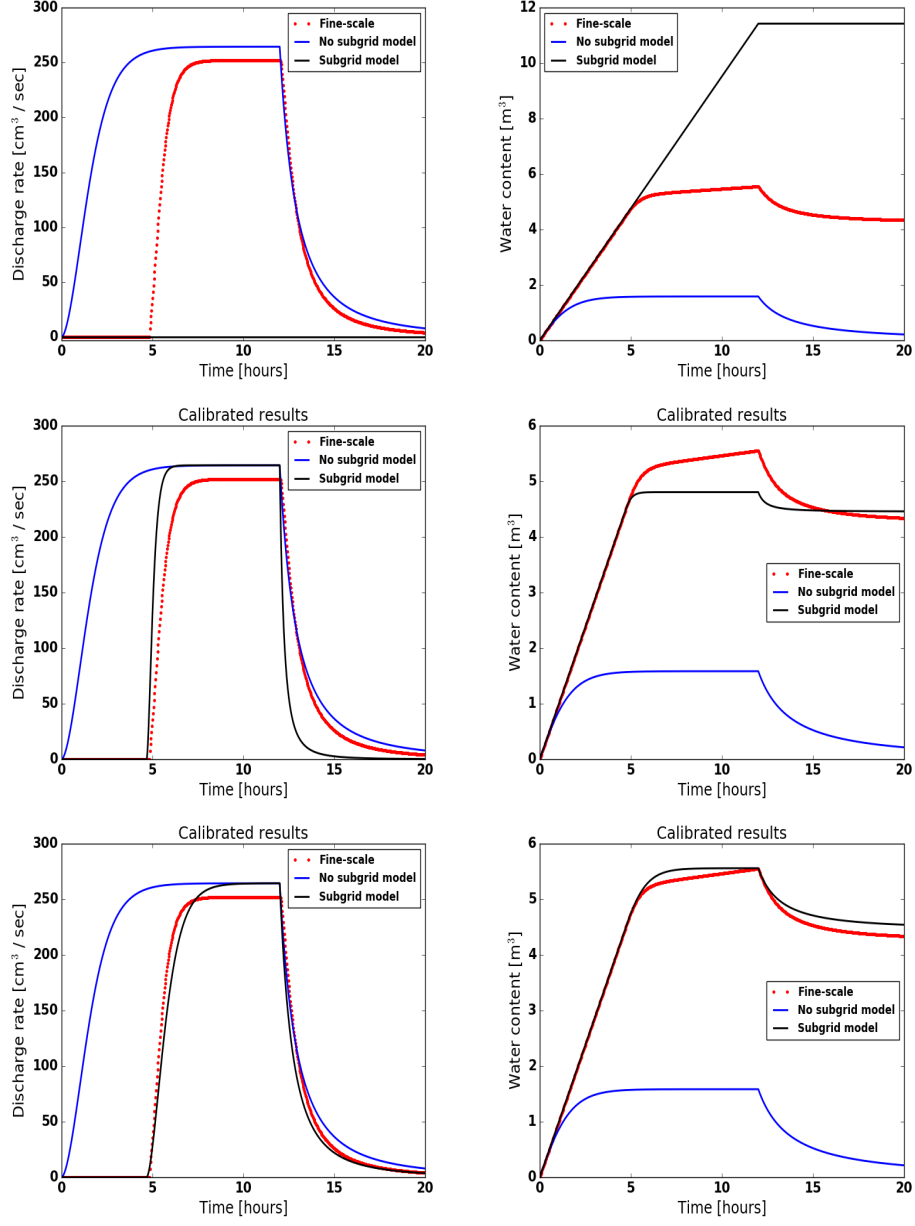 300
250
200
150
100
50
0
Discharge rate [cm³ / sec]
Fine-scale
No subgrid model
Subgrid model
0 5 10 15 20
Time [hours]
12
10
8
6
4
2
0
Water content [m³]
Fine-scale
No subgrid model
Subgrid model
0 5 10 15 20
Time [hours]
Calibrated results
300
250
200
150
100
50
0
Discharge rate [cm³ / sec]
Fine-scale
No subgrid model
Subgrid model
0 5 10 15 20
Time [hours]
Calibrated results
6
5
4
3
2
1
0
Water content [m³]
Fine-scale
No subgrid model
Subgrid model
0 5 10 15 20
Time [hours]
Calibrated results
300
250
200
150
100
50
0
Discharge rate [cm³ / sec]
Fine-scale
No subgrid model
Subgrid model
0 5 10 15 20
Time [hours]
Calibrated results
6
5
4
3
2
1
0
Water content [m³]
Fine-scale
No subgrid model
Subgrid model
0 5 10 15 20
Time [hours]